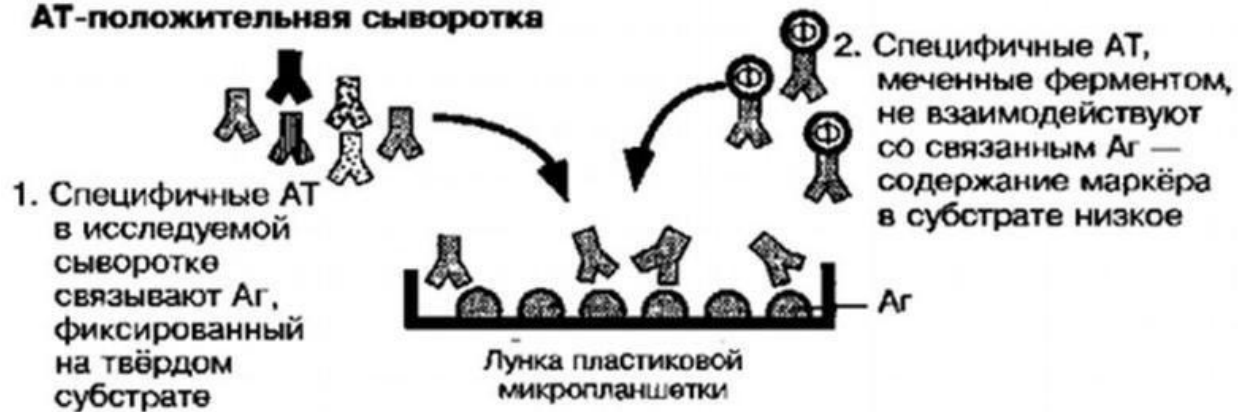 АТ-положительная сыворотка
1. Специфичные АТ
в исследуемой
сыворотке
связывают Аг,
фиксированный
на твёрдом
субстрате
Ф
Ф
Ф
2. Специфичные АТ,
меченные ферментом,
не взаимодействуют
со связанным Аг —
содержание маркёра
в субстрате низкое
Аг
Лунка пластиковой
микропланшетки